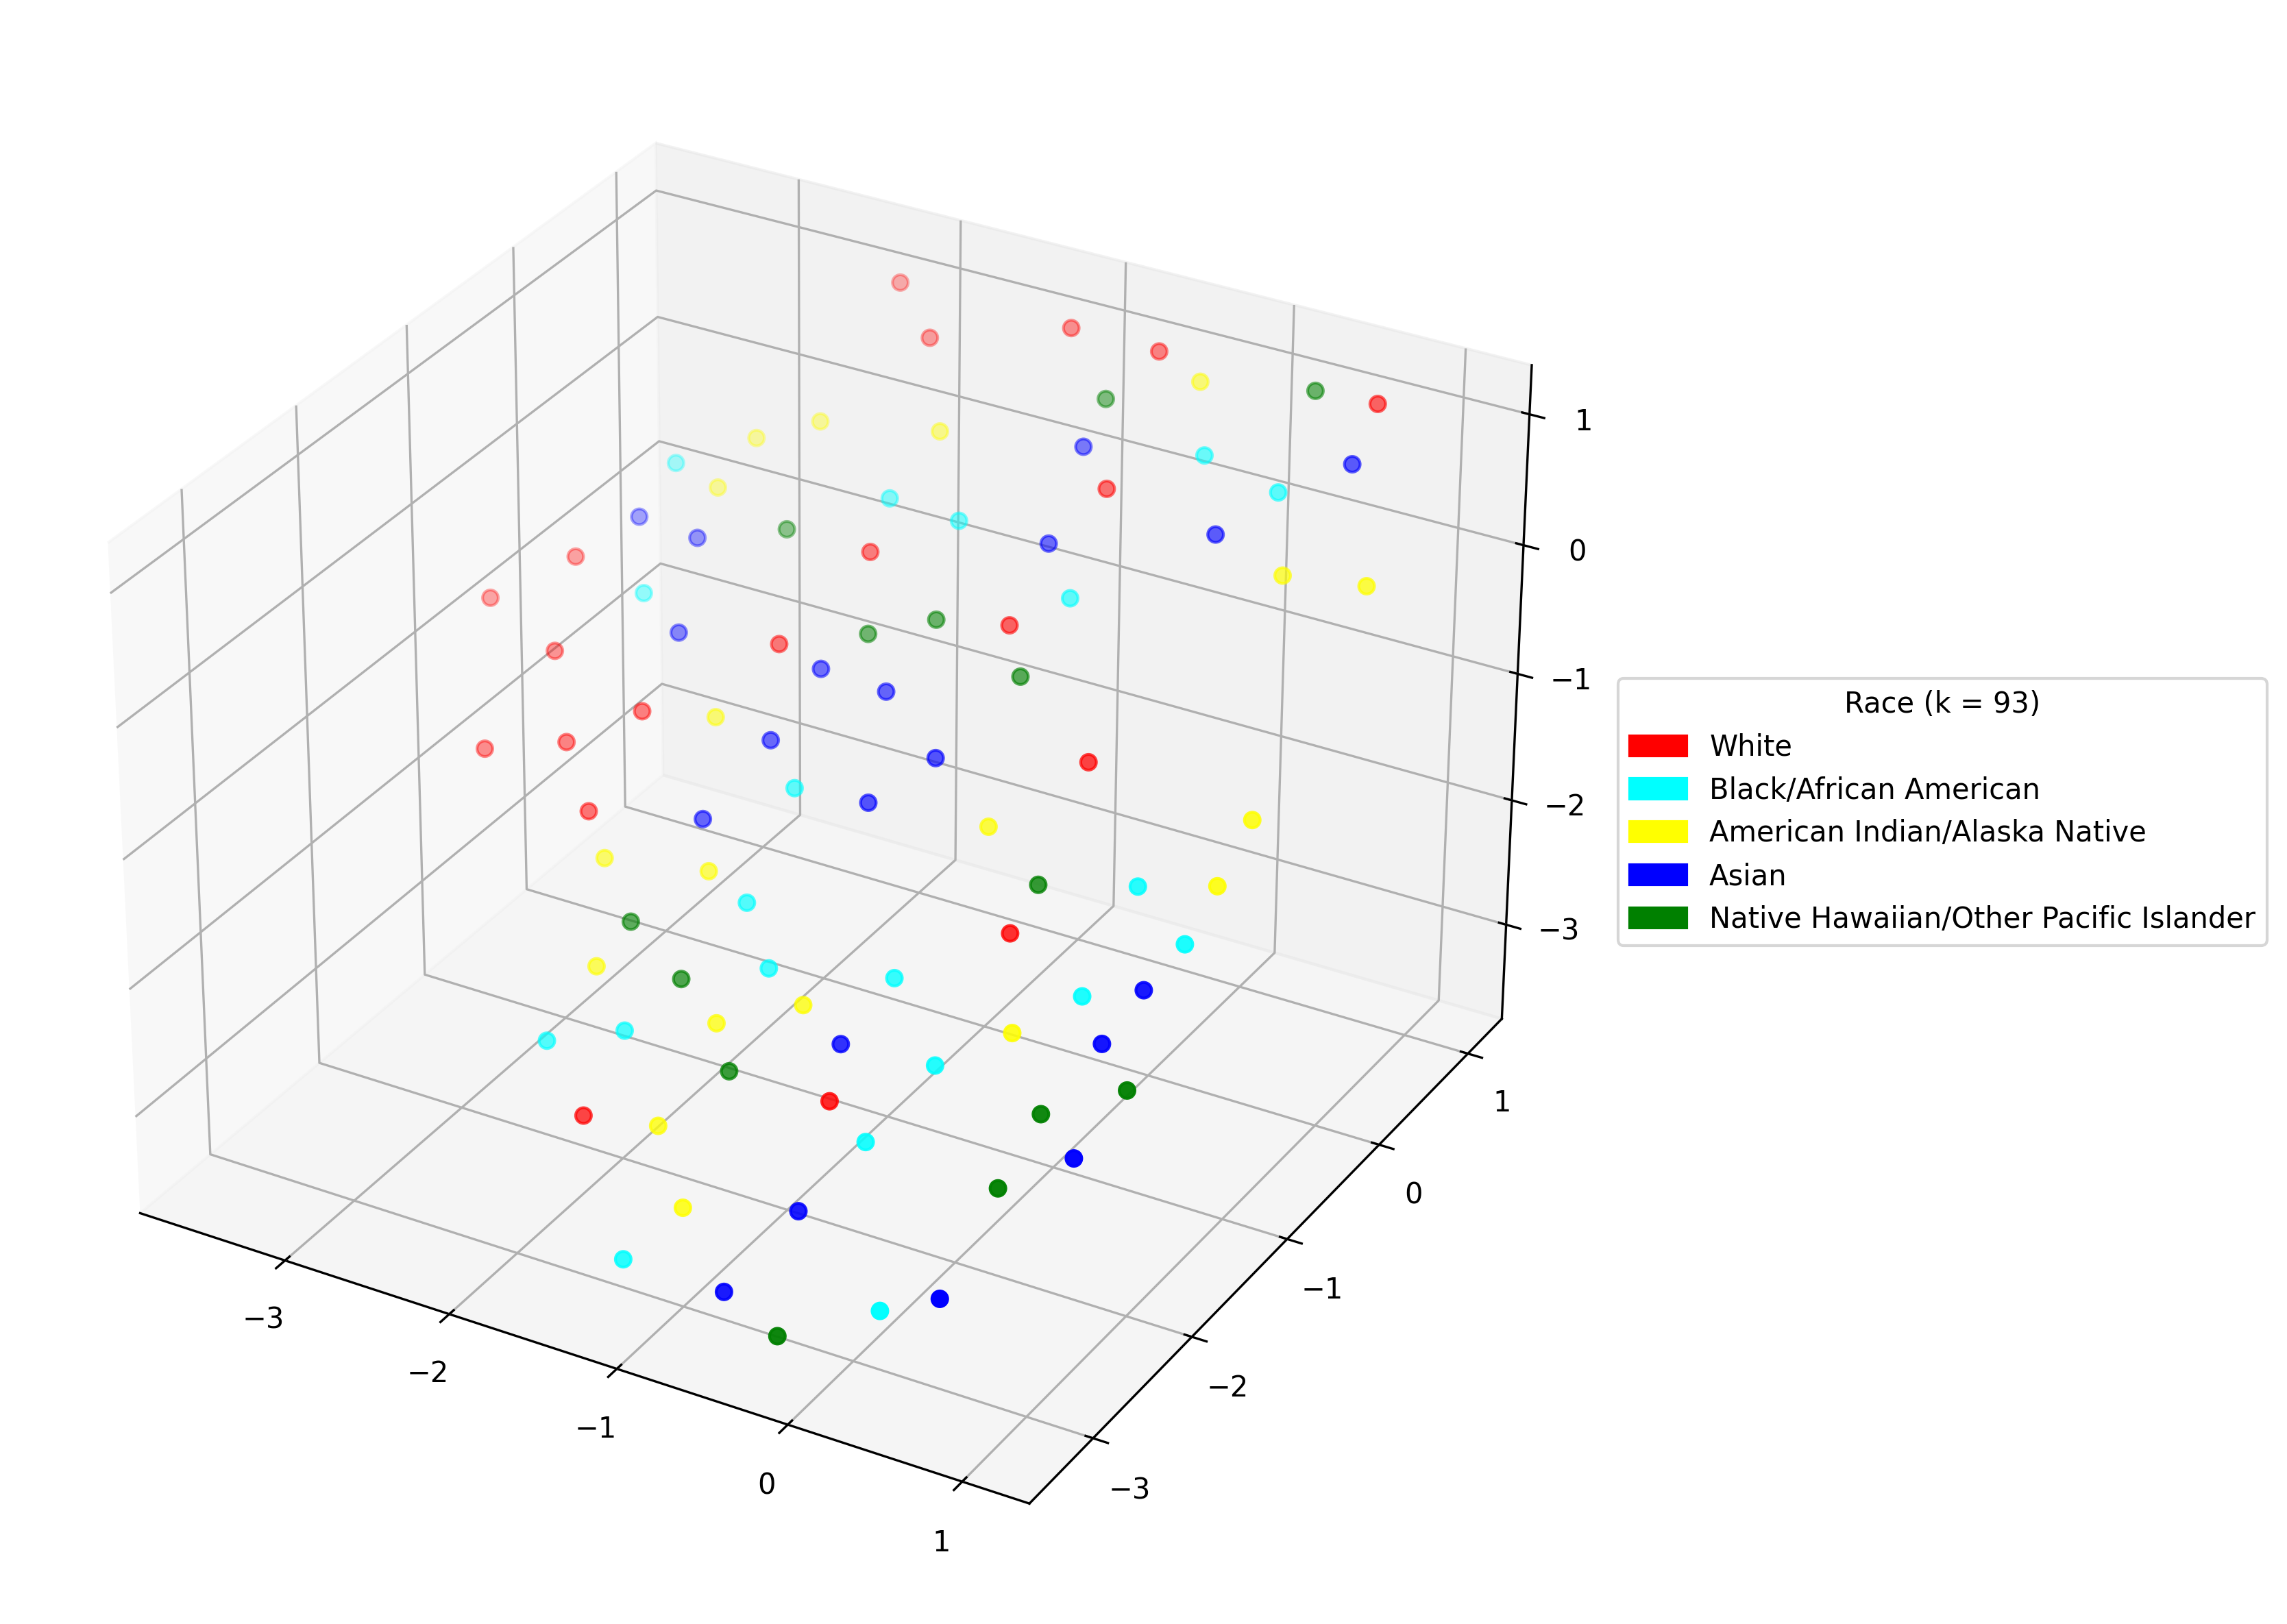 1
0
−1
−2
−3
Race (k = 93)
White
Black/African American
American Indian/Alaska Native
Asian
Native Hawaiian/Other Pacific Islander
1
0
−1
−2
−3
−3
−2
−1
0
1